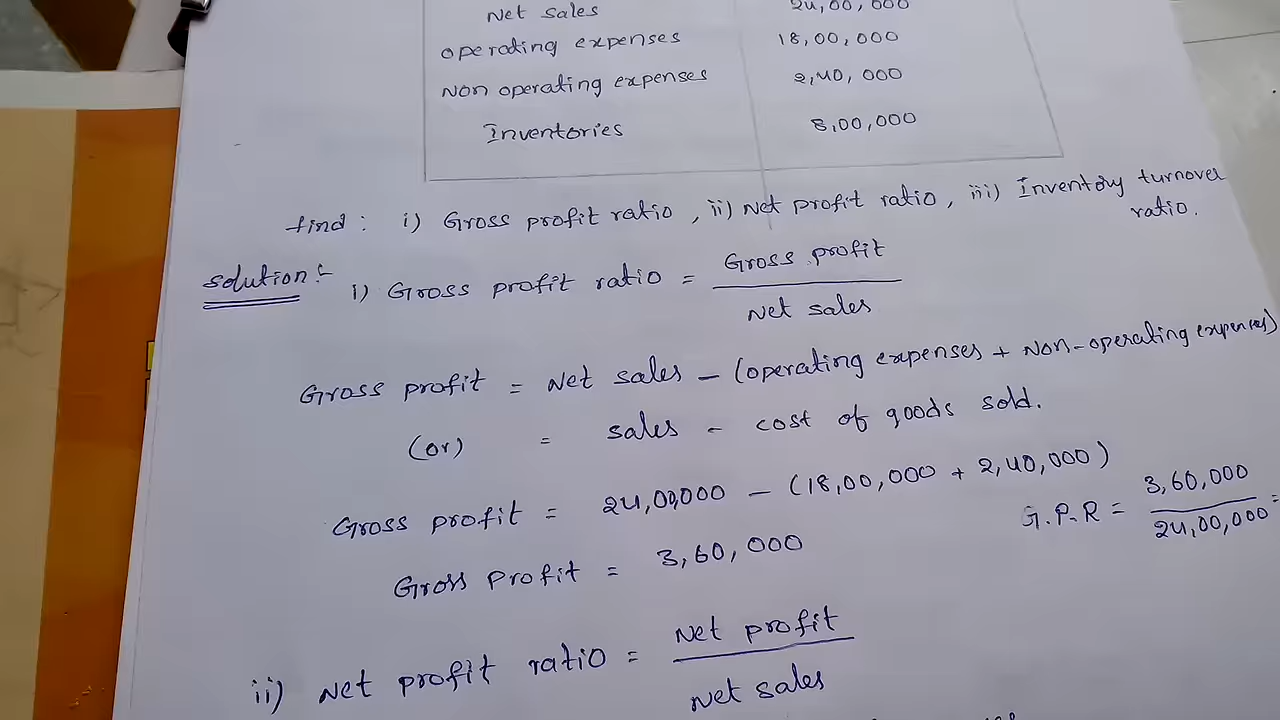 Net sales 24,00,000
operating expenses 18,00,000
Non operating expenses 2,40,000
Inventories 8,00,000
find: i) Gross profit ratio, ii) Net profit ratio, iii) Inventory turnover
ratio.
Solution:-
i) Gross profit ratio = Gross profit
Net sales
Gross profit = Net sales - (operating expenses + Non-operating expenses)
(or) = sales - cost of goods sold.
Gross profit = 24,00,000 - (18,00,000 + 2,40,000)
Gross Profit = 3,60,000
G.P.R = 3,60,000
24,00,000 =
ii) Net profit ratio = Net profit
Net sales